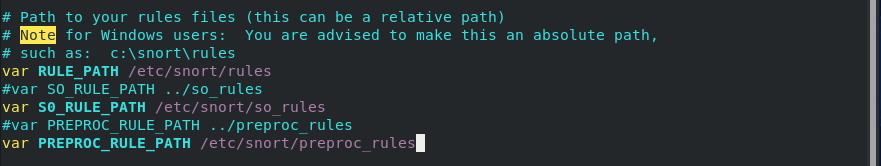 # Path to your rules files (this can be a relative path)
# Note for Windows users:  You are advised to make this an absolute path,
# such as:  c:\snort\rules
var RULE_PATH /etc/snort/rules
#var SO_RULE_PATH ../so_rules
var S0_RULE_PATH /etc/snort/so_rules
#var PREPROC_RULE_PATH ../preproc_rules
var PREPROC_RULE_PATH /etc/snort/preproc_rules